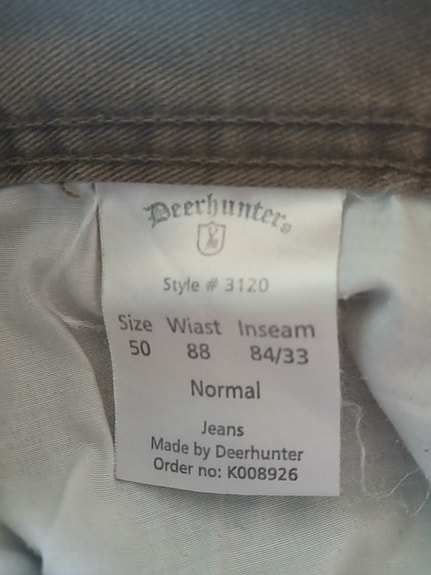 Deerhunter®
Style # 3120
Size Wiast Inseam
50 88 84/33
Normal
Jeans
Made by Deerhunter
Order no: K008926